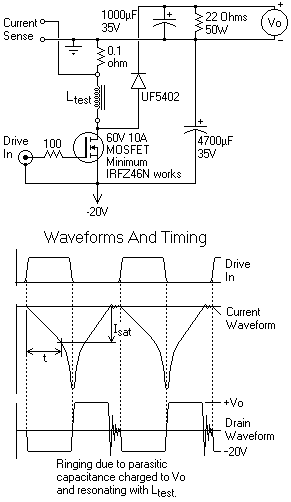 1000µF
35V
22 Ohms
50W
+
+
Vo
-
Current
Sense
0.1
ohm
Ltest
UF5402
Drive
In
100
60V 10A
MOSFET
Minimum
IRFZ46N works
+
4700µF
35V
-20V
Waveforms And Timing
Drive
In
Current
Waveform
Isat
t
+Vo
Drain
Waveform
-20V
Ringing due to parasitic
capacitance charged to Vo
and resonating with Ltest.